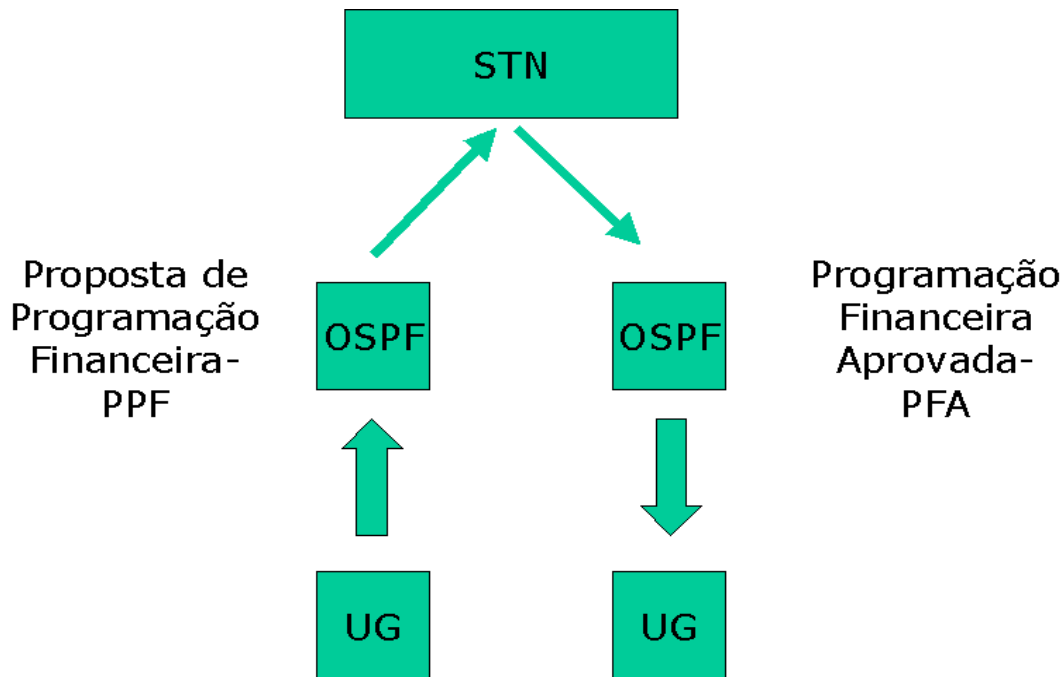 STN
Proposta de
Programação
Financeira-
PPF
OSPF
OSPF
Programação
Financeira
Aprovada-
PFA
UG
UG